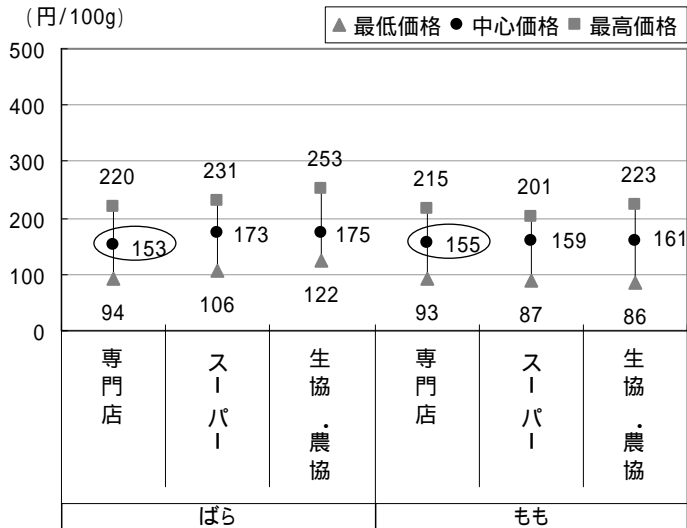 (円/100g)
▲ 最低価格 ● 中心価格 ■ 最高価格
500
400
300
200
100
0
220 231 253 215 201 223
153 173 175 155 159 161
94 106 122 93 87 86
専門店 スーパー 生協・農協 専門店 スーパー 生協・農協
ばら もも